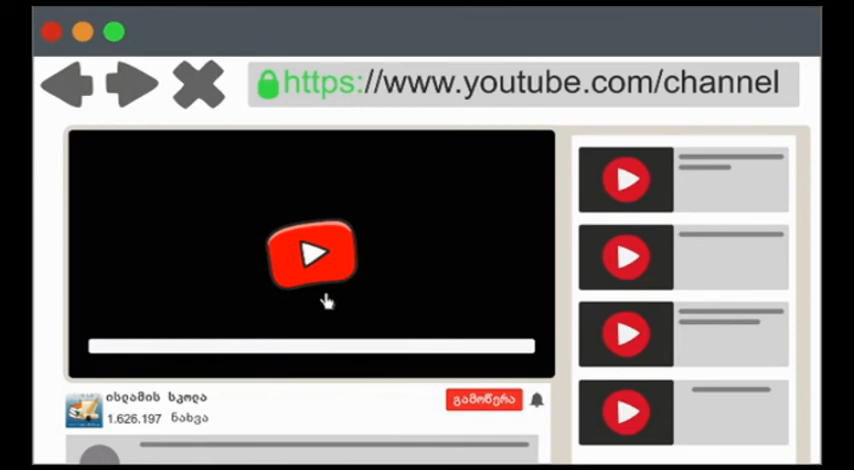 https://www.youtube.com/channel
ისლამის სკოლა
გამოწერა
1.626.197 ნახვა